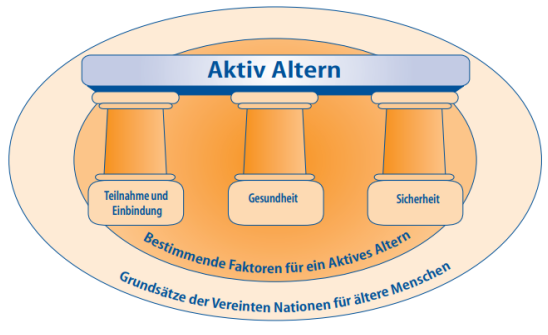 Aktiv Altern
Teilnahme und
Einbindung
Gesundheit
Sicherheit
Bestimmende Faktoren für ein Aktives Altern
Grundsätze der Vereinten Nationen für ältere Menschen